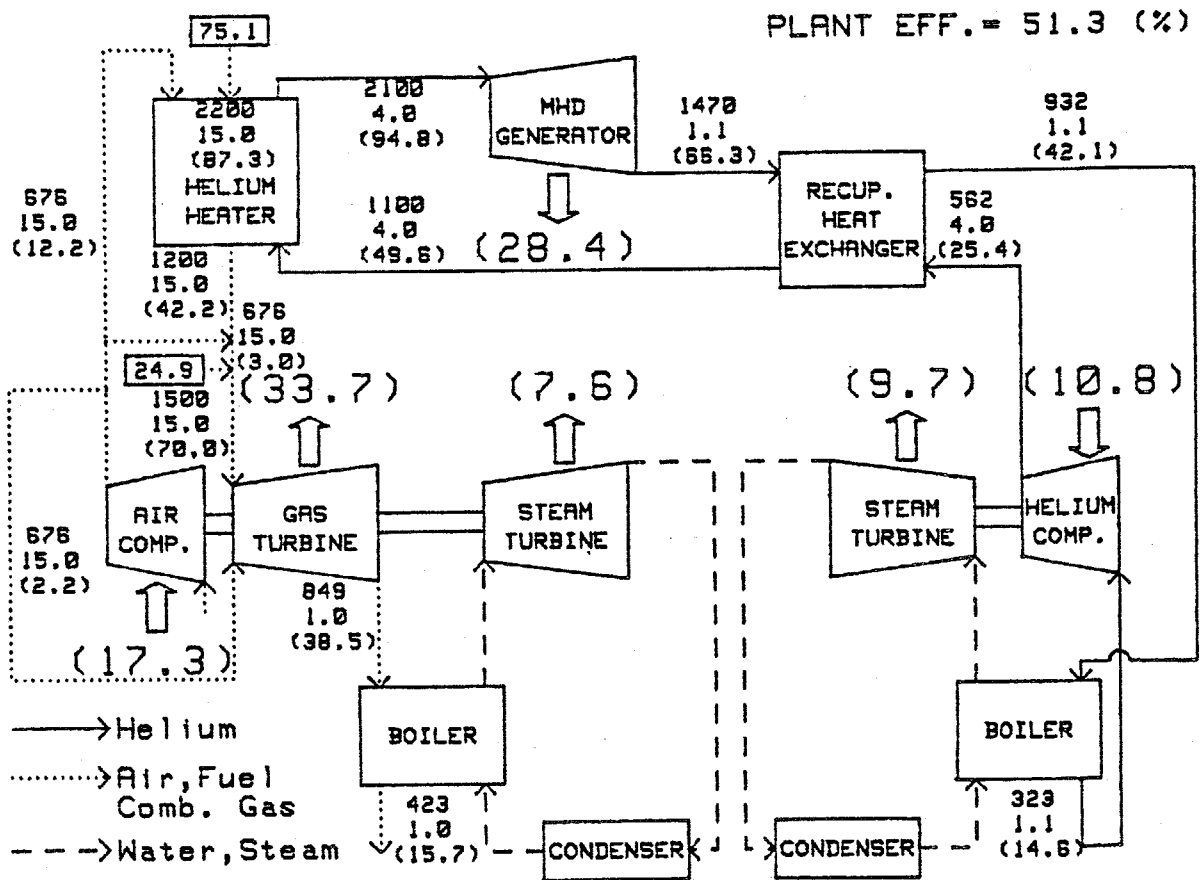 75.1
PLANT EFF.= 51.3 (%)
2200
15.0
(87.3)
HELIUM
HEATER
2100
4.0
(94.8)
MHD
GENERATOR
1470
1.1
(66.3)
932
1.1
(42.1)
676
15.0
(12.2)
1100
4.0
(49.6)
(28.4)
RECUP.
HEAT
EXCHANGER
562
4.0
(25.4)
1200
15.0
(42.2)
676
15.0
(3.0)
24.9
1500
15.0
(70.0)
(33.7)
(7.6)
(9.7)
(10.8)
676
15.0
(2.2)
AIR
COMP.
GAS
TURBINE
STEAM
TURBINE
STEAM
TURBINE
HELIUM
COMP.
(17.3)
849
1.0
(38.5)
BOILER
BOILER
Helium
Air,Fuel
Comb. Gas
Water,Steam
423
1.0
(15.7)
CONDENSER
CONDENSER
323
1.1
(14.6)